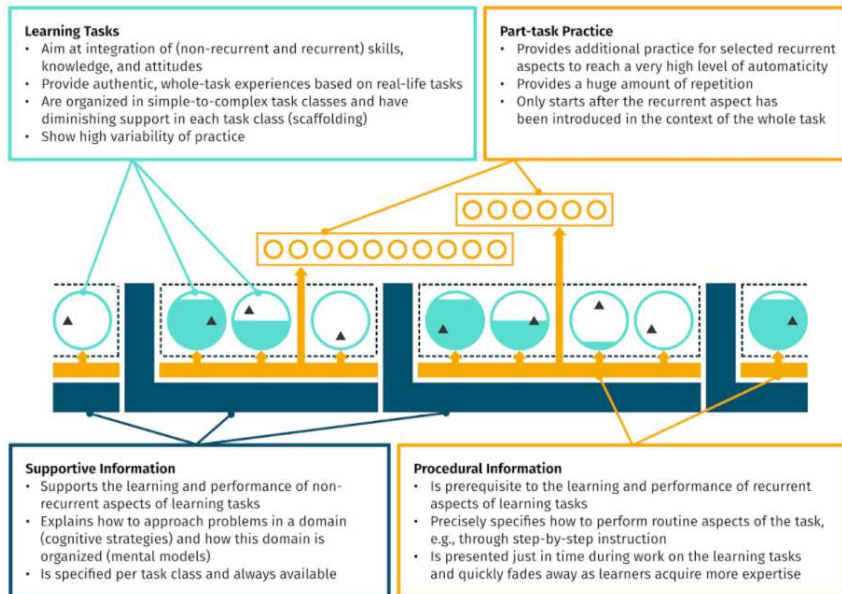 Learning Tasks
• Aim at integration of (non-recurrent and recurrent) skills,
knowledge, and attitudes
• Provide authentic, whole-task experiences based on real-life tasks
• Are organized in simple-to-complex task classes and have
diminishing support in each task class (scaffolding)
• Show high variability of practice
Part-task Practice
• Provides additional practice for selected recurrent
aspects to reach a very high level of automaticity
• Provides a huge amount of repetition
• Only starts after the recurrent aspect has
been introduced in the context of the whole task
Supportive Information
• Supports the learning and performance of non-
recurrent aspects of learning tasks
• Explains how to approach problems in a domain
(cognitive strategies) and how this domain is
organized (mental models)
• Is specified per task class and always available
Procedural Information
• Is prerequisite to the learning and performance of recurrent
aspects of learning tasks
• Precisely specifies how to perform routine aspects of the task,
e.g., through step-by-step instruction
• Is presented just in time during work on the learning tasks
and quickly fades away as learners acquire more expertise